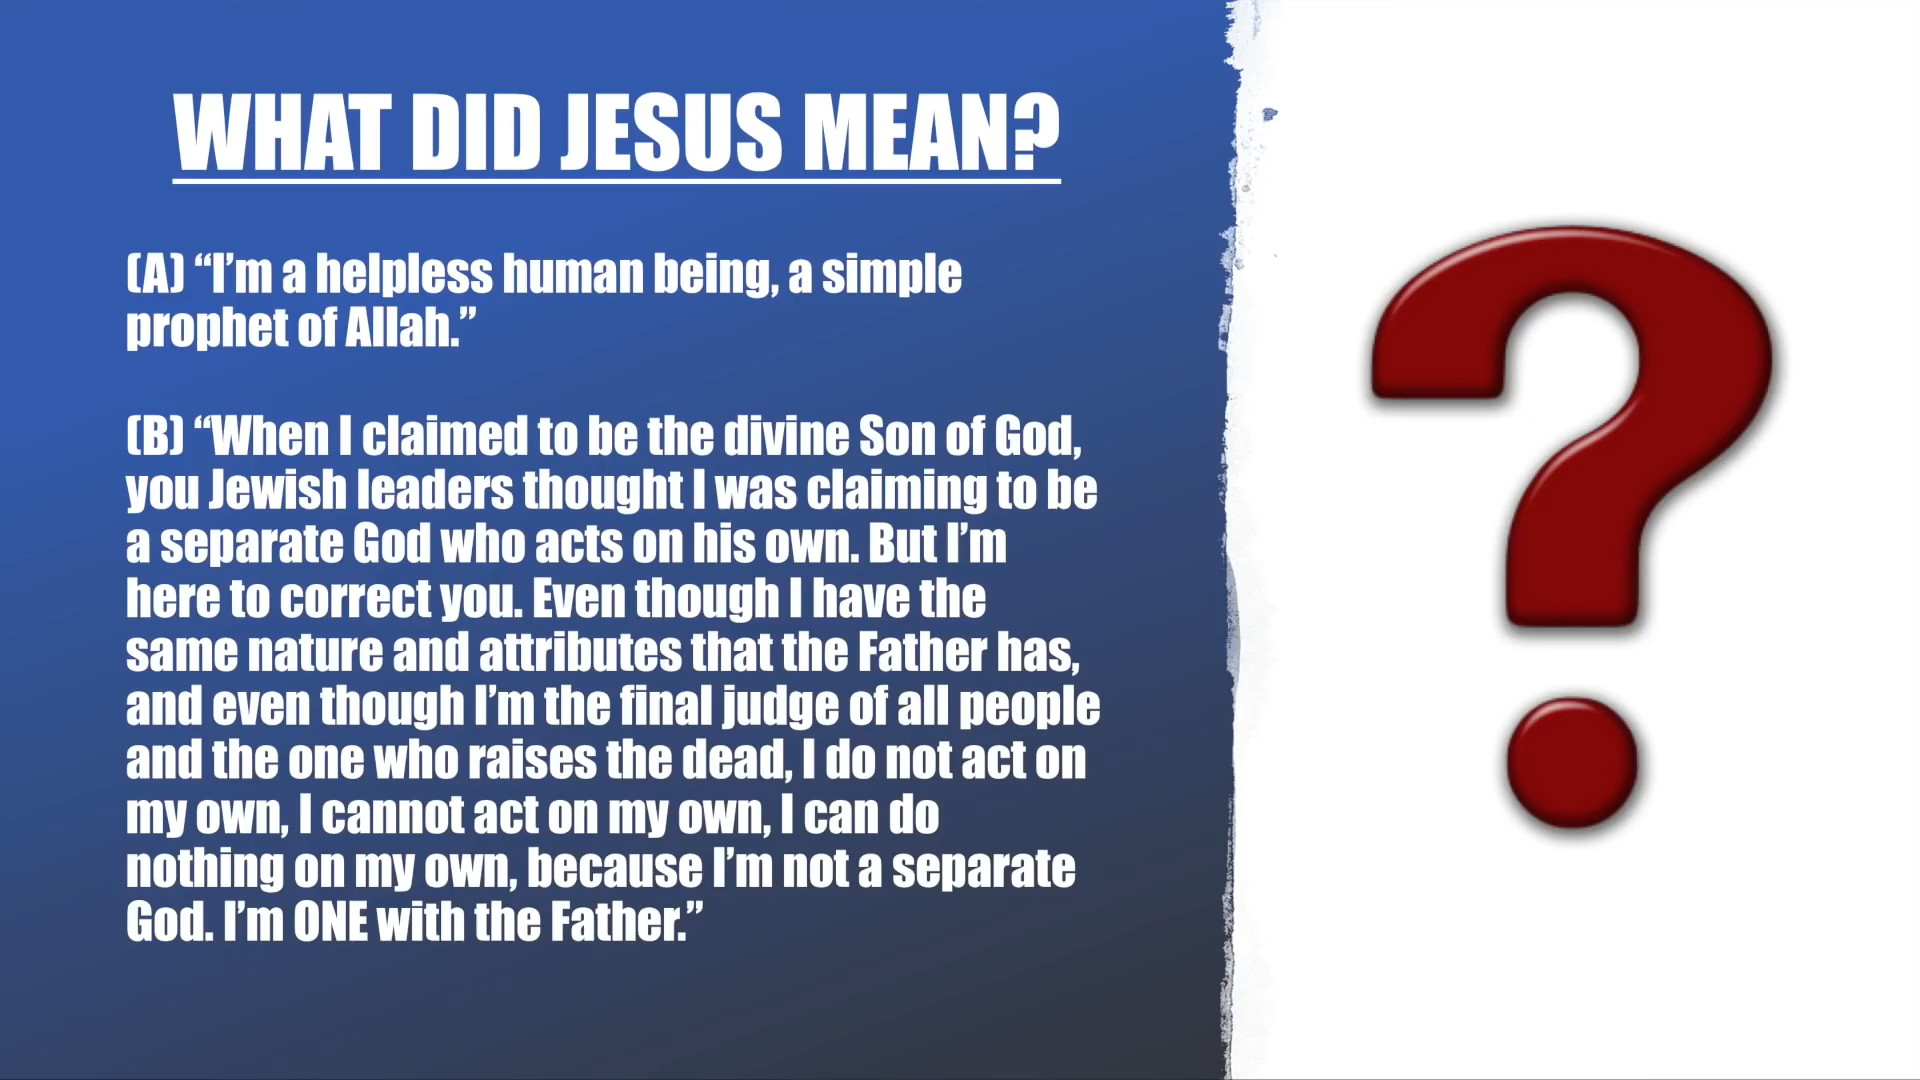 WHAT DID JESUS MEAN?
(A) “I’m a helpless human being, a simple
prophet of Allah.”
(B) “When I claimed to be the divine Son of God,
you Jewish leaders thought I was claiming to be
a separate God who acts on his own. But I’m
here to correct you. Even though I have the
same nature and attributes that the Father has,
and even though I’m the final judge of all people
and the one who raises the dead, I do not act on
my own, I cannot act on my own, I can do
nothing on my own, because I’m not a separate
God. I’m ONE with the Father.”
?